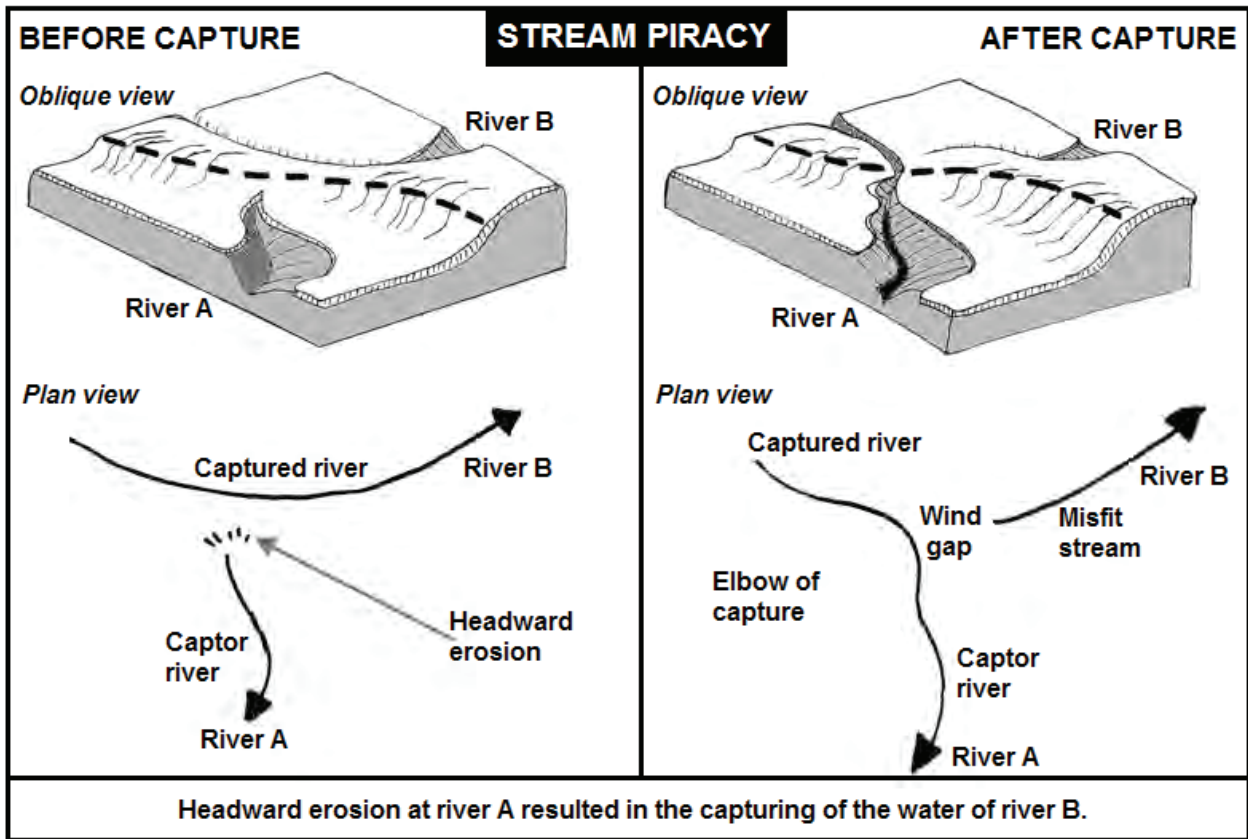 STREAM PIRACY
BEFORE CAPTURE
Oblique view
River B
River A
Plan view
Captured river
River B
Headward
erosion
Captor
river
River A
AFTER CAPTURE
Oblique view
River B
River A
Plan view
Captured river
River B
Wind
gap
Misfit
stream
Elbow of
capture
Captor
river
River A
Headward erosion at river A resulted in the capturing of the water of river B.